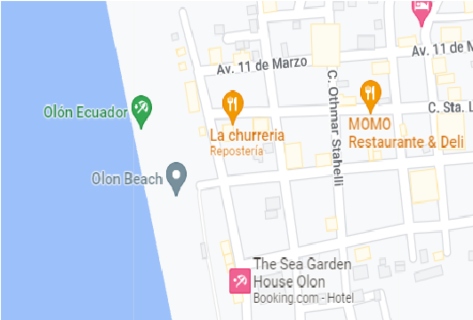 Av. 11 de Marzo
Av. 11 de Marzo
Olón Ecuador
C. Sta. L
La churreria
Repostería
MOMO
Restaurante & Deli
C. Othmar Stahelli
Olon Beach
The Sea Garden
House Olon
Booking.com - Hotel